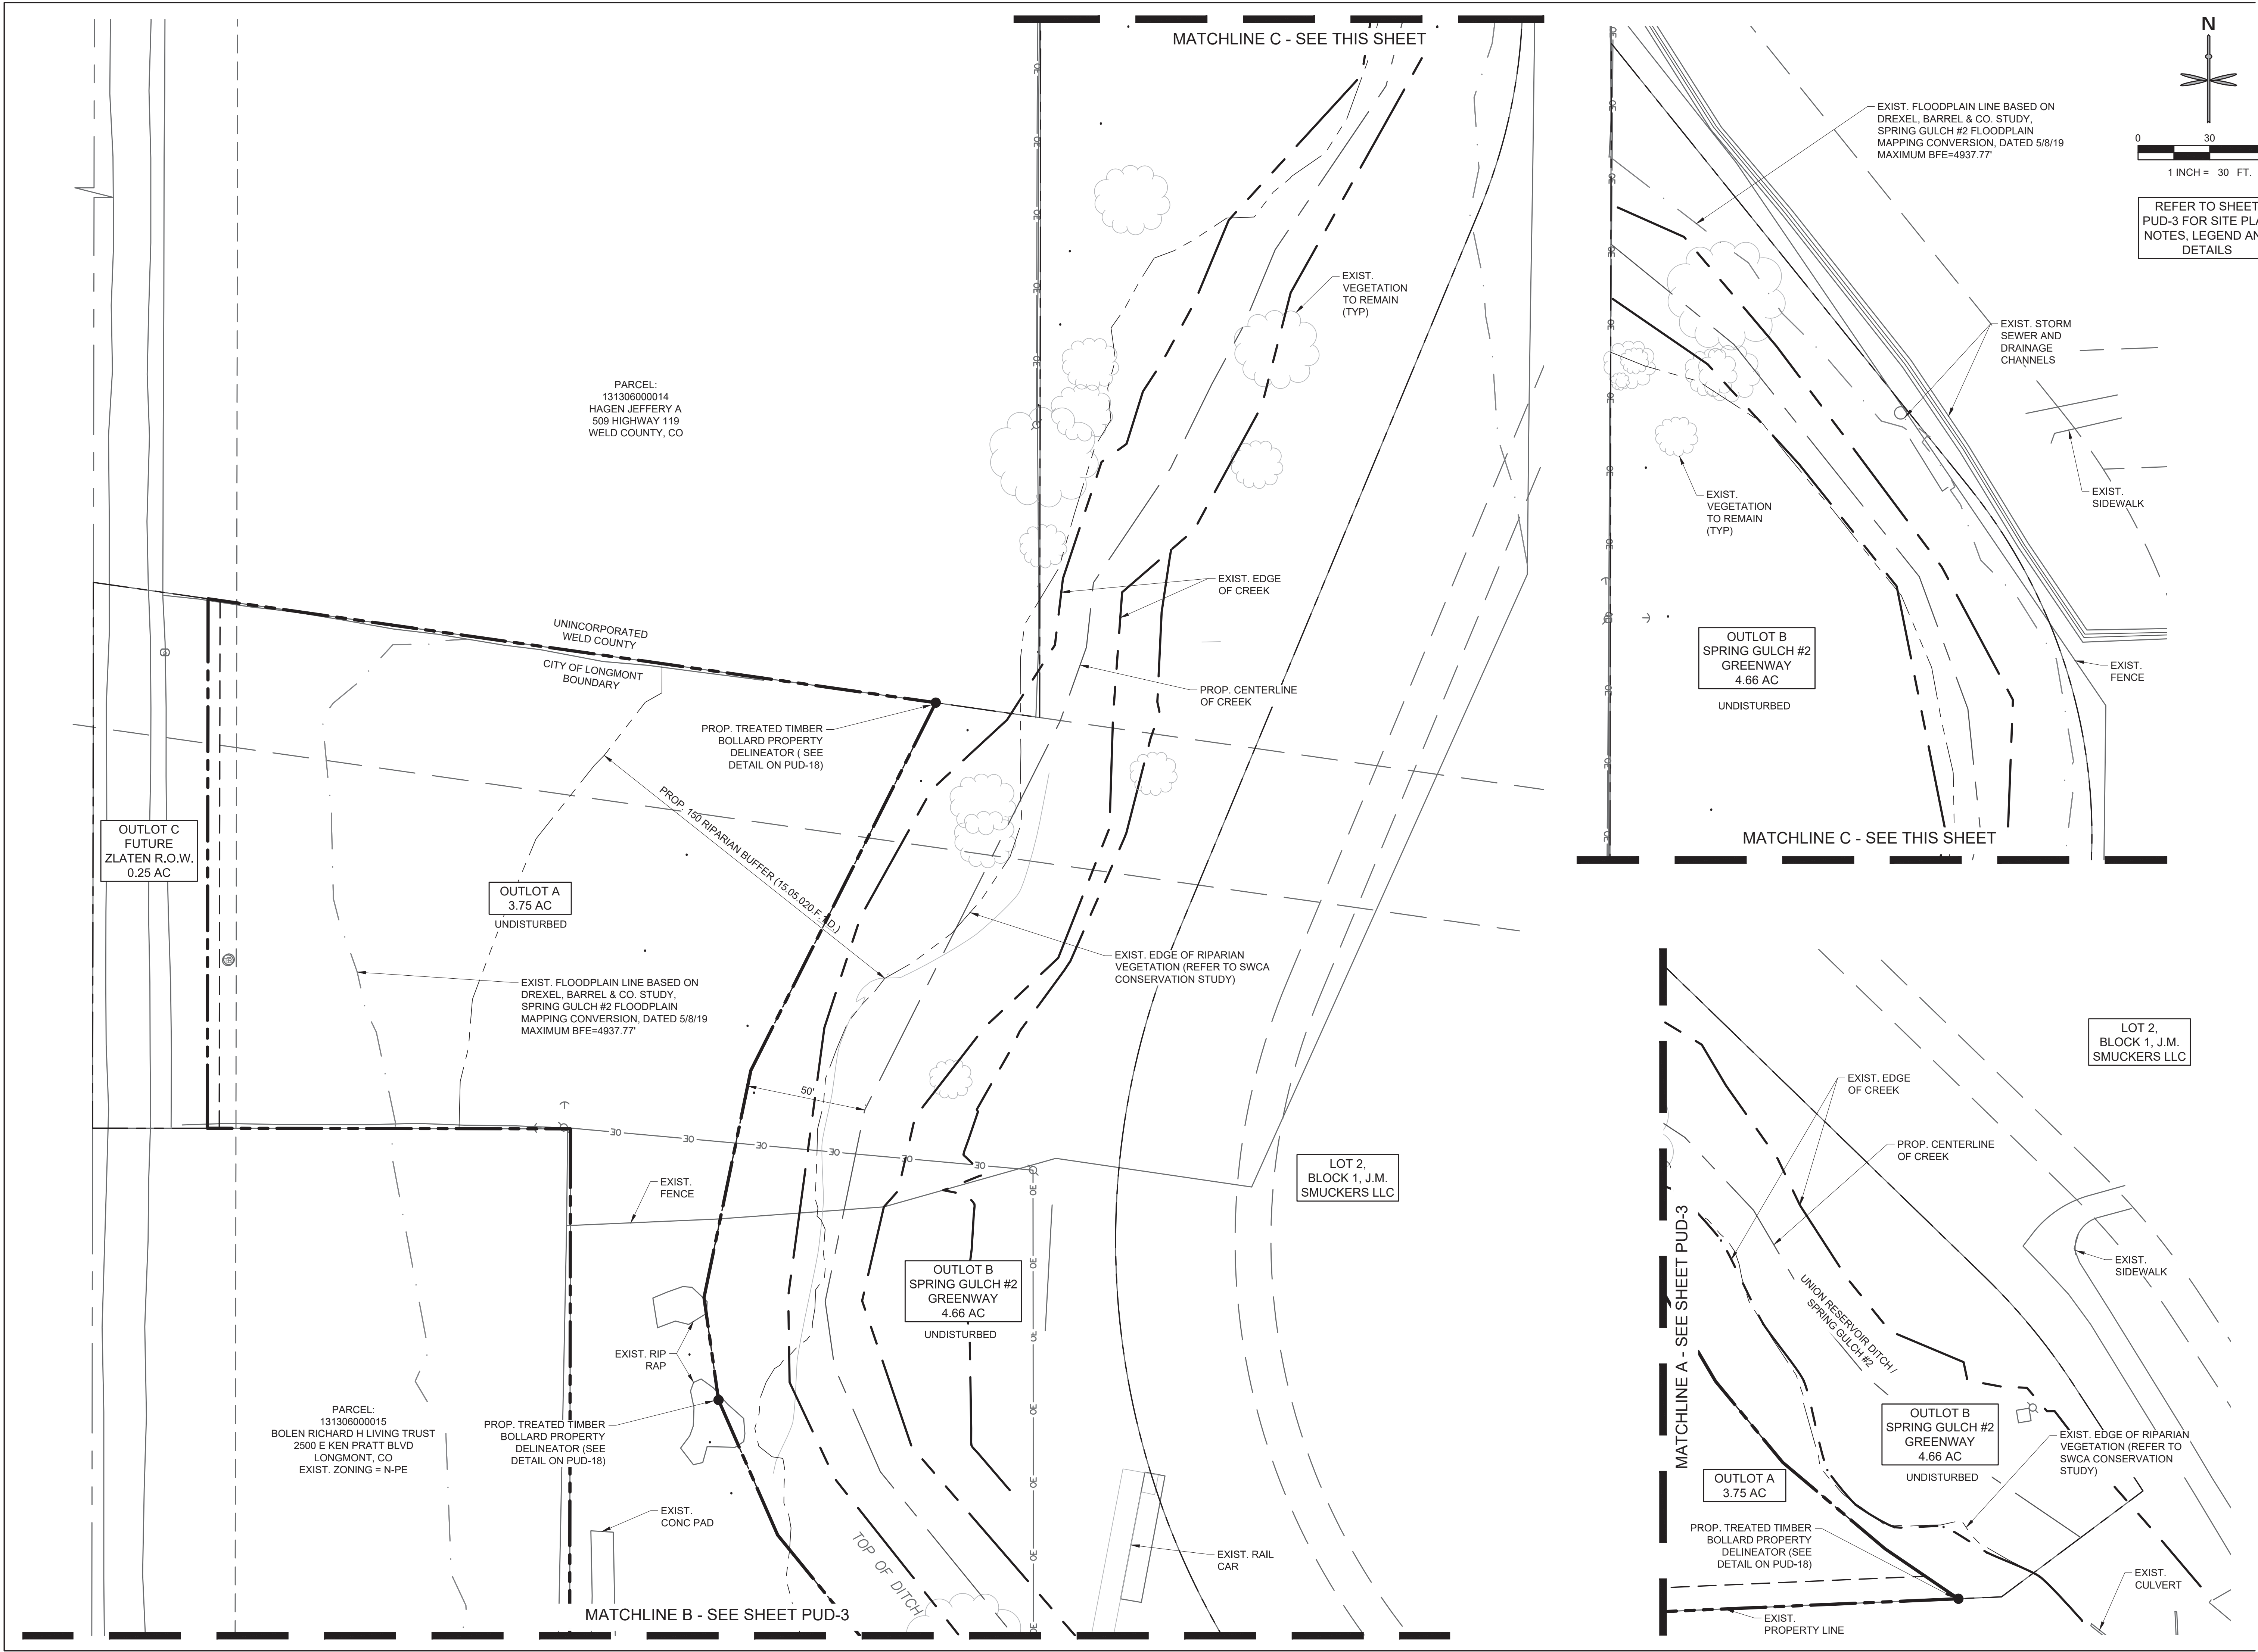 MATCHLINE C - SEE THIS SHEET
PARCEL:
131306000014
HAGEN JEFFERY A
509 HIGHWAY 119
WELD COUNTY, CO
EXIST.
VEGETATION
TO REMAIN
(TYP)
EXIST. EDGE
OF CREEK
UNINCORPORATED
WELD COUNTY
CITY OF LONGMONT
BOUNDARY
PROP. CENTERLINE
OF CREEK
PROP. TREATED TIMBER
BOLLARD PROPERTY
DELINEATOR ( SEE
DETAIL ON PUD-18)
OUTLOT C
FUTURE
ZLATEN R.O.W.
0.25 AC
OUTLOT A
3.75 AC
UNDISTURBED
EXIST. EDGE OF RIPARIAN
VEGETATION (REFER TO SWCA
CONSERVATION STUDY)
EXIST. FLOODPLAIN LINE BASED ON
DREXEL, BARREL & CO. STUDY,
SPRING GULCH #2 FLOODPLAIN
MAPPING CONVERSION, DATED 5/8/19
MAXIMUM BFE=4937.77'
50'
EXIST.
FENCE
LOT 2,
BLOCK 1, J.M.
SMUCKERS LLC
OUTLOT B
SPRING GULCH #2
GREENWAY
4.66 AC
UNDISTURBED
EXIST. RIP
RAP
PARCEL:
131306000015
BOLEN RICHARD H LIVING TRUST
2500 E KEN PRATT BLVD
LONGMONT, CO
EXIST. ZONING = N-PE
PROP. TREATED TIMBER
BOLLARD PROPERTY
DELINEATOR (SEE
DETAIL ON PUD-18)
EXIST.
CONC PAD
TOP OF DITCH
EXIST. RAIL
CAR
MATCHLINE B - SEE SHEET PUD-3
N
0 30
1 INCH = 30 FT.
REFER TO SHEET
PUD-3 FOR SITE
NOTES, LEGEND
DETAILS
EXIST. FLOODPLAIN LINE BASED ON
DREXEL, BARREL & CO. STUDY,
SPRING GULCH #2 FLOODPLAIN
MAPPING CONVERSION, DATED 5/8/19
MAXIMUM BFE=4937.77'
EXIST. STORM
SEWER AND
DRAINAGE
CHANNELS
EXIST.
SIDEWALK
EXIST.
VEGETATION
TO REMAIN
(TYP)
OUTLOT B
SPRING GULCH #2
GREENWAY
4.66 AC
UNDISTURBED
EXIST.
FENCE
MATCHLINE C - SEE THIS SHEET
LOT 2,
BLOCK 1, J.M.
SMUCKERS LLC
EXIST. EDGE
OF CREEK
PROP. CENTERLINE
OF CREEK
MATCHLINE A - SEE SHEET PUD-3
EXIST.
SIDEWALK
UNION RESERVOIR DITCH /
SPRING GULCH #2
OUTLOT B
SPRING GULCH #2
GREENWAY
4.66 AC
UNDISTURBED
EXIST. EDGE OF RIPARIAN
VEGETATION (REFER TO
SWCA CONSERVATION
STUDY)
OUTLOT A
3.75 AC
PROP. TREATED TIMBER
BOLLARD PROPERTY
DELINEATOR (SEE
DETAIL ON PUD-18)
EXIST.
CULVERT
EXIST.
PROPERTY LINE
PROP. 150 RIPARIAN BUFFER